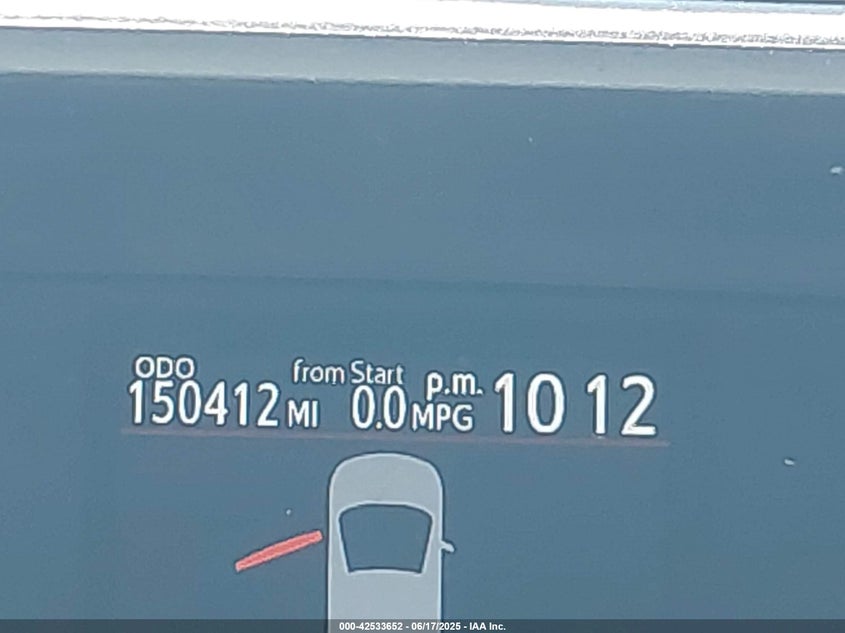 ODO from Start p.m.
150412 MI 0.0 MPG 10 12
000-42533652 - 06/17/2025 - IAA Inc.